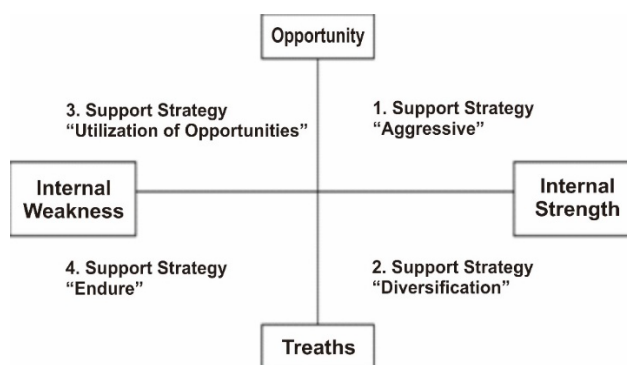 Opportunity
3. Support Strategy
“Utilization of Opportunities”
1. Support Strategy
“Aggressive”
Internal
Weakness
Internal
Strength
4. Support Strategy
“Endure”
2. Support Strategy
“Diversification”
Treaths